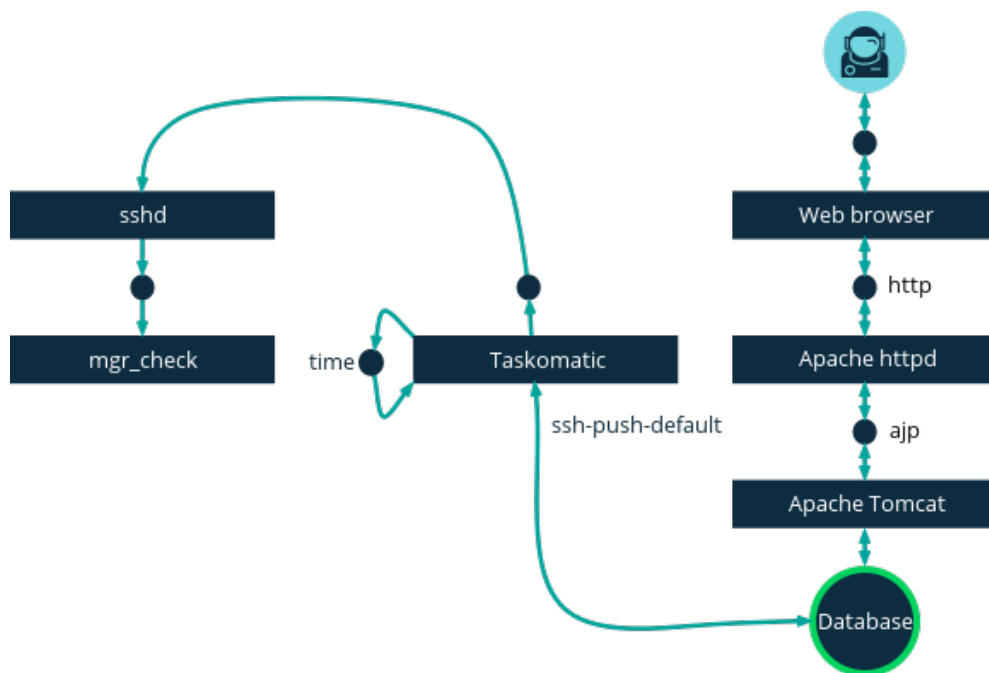 sshd
Web browser
http
mgr_check
time
Taskomatic
Apache httpd
ssh-push-default
ajp
Apache Tomcat
Database